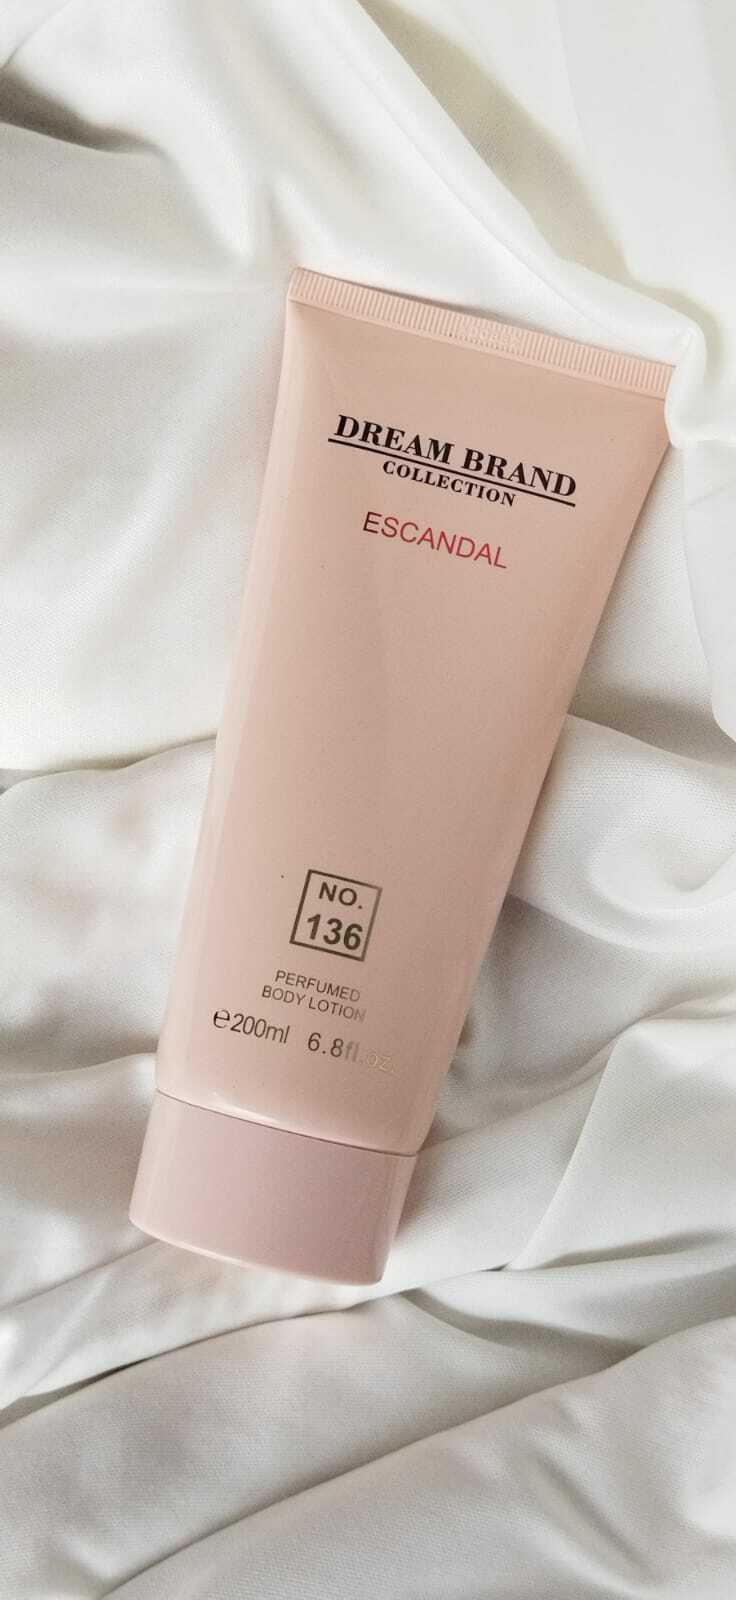 DREAM BRAND
COLLECTION
ESCANDAL
NO.
136
PERFUMED
BODY LOTION
℮200ml 6.8fl.oz.